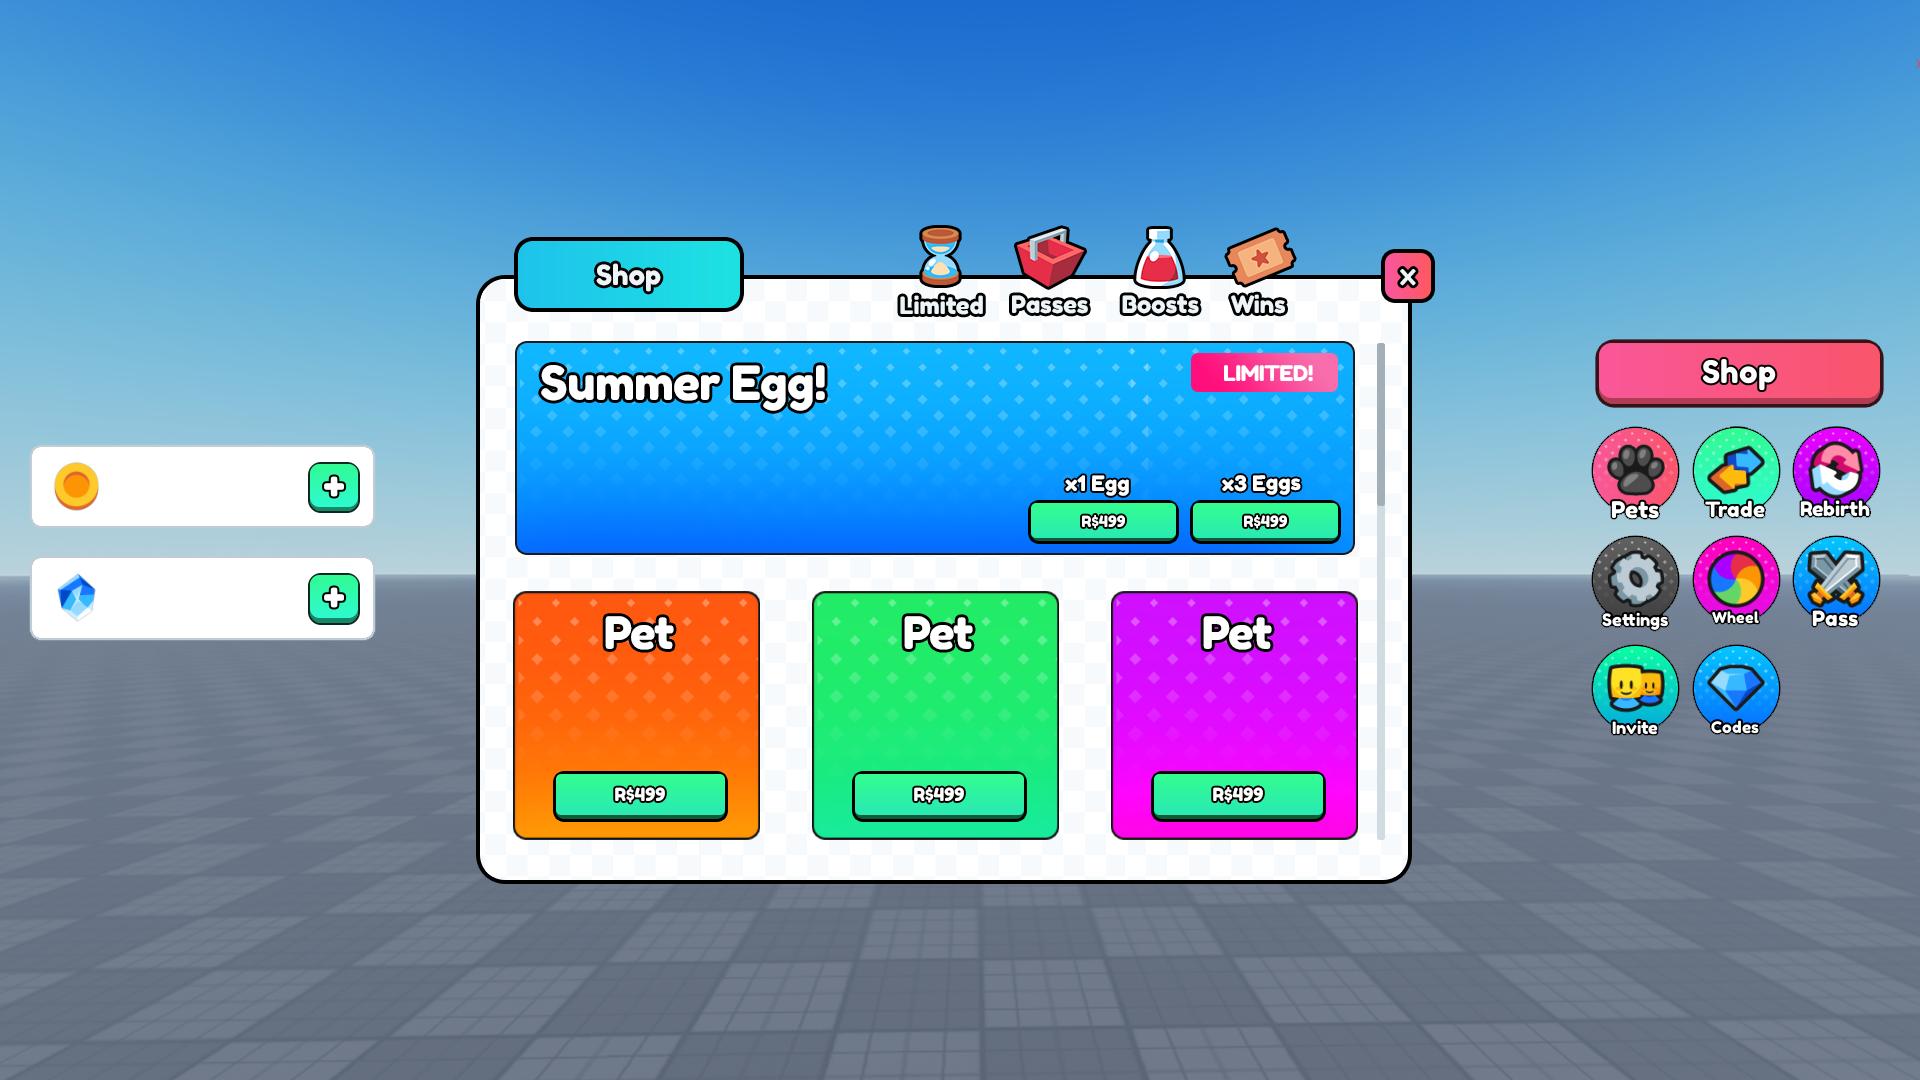 Shop
Limited
Passes
Boosts
Wins
X
Summer Egg!
LIMITED!
x1 Egg
x3 Eggs
R$499
R$499
Pet
Pet
Pet
R$499
R$499
R$499
Shop
Pets
Trade
Rebirth
Settings
Wheel
Pass
Invite
Codes